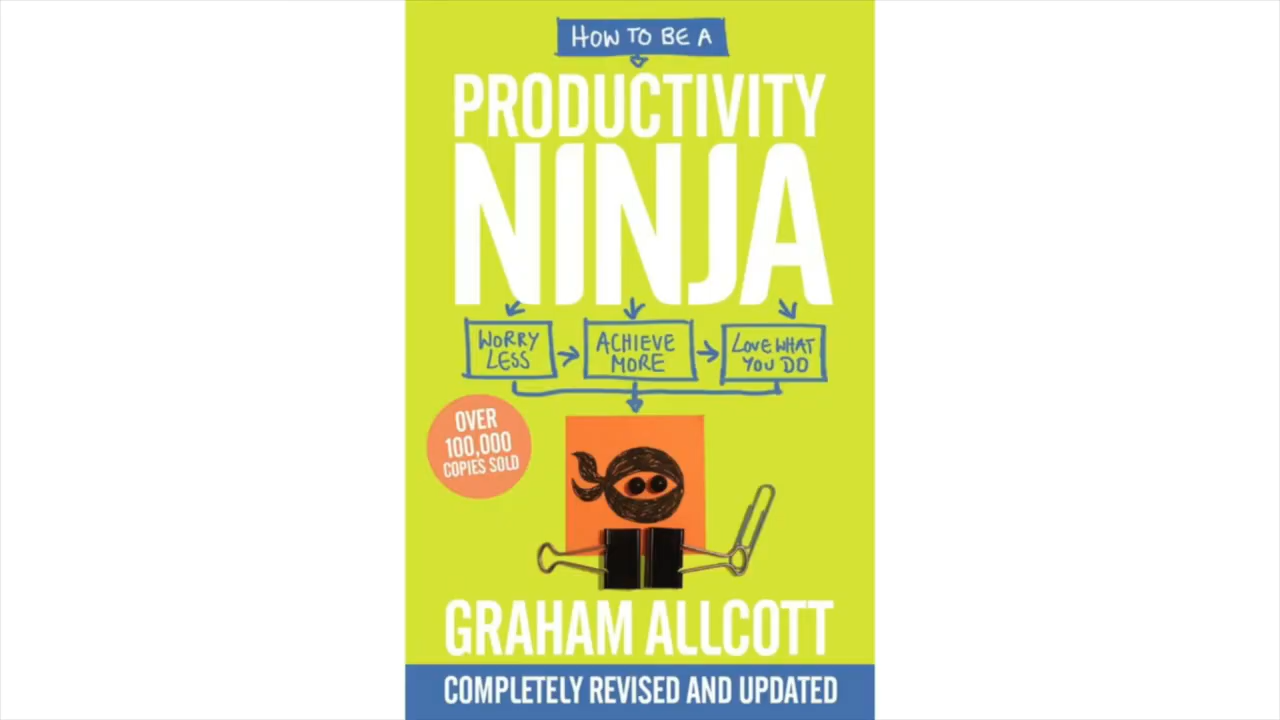 HOW TO BE A
PRODUCTIVITY
NINJA
WORRY
LESS
ACHIEVE
MORE
LOVE WHAT
YOU DO
OVER
100,000
COPIES SOLD
GRAHAM ALLCOTT
COMPLETELY REVISED AND UPDATED